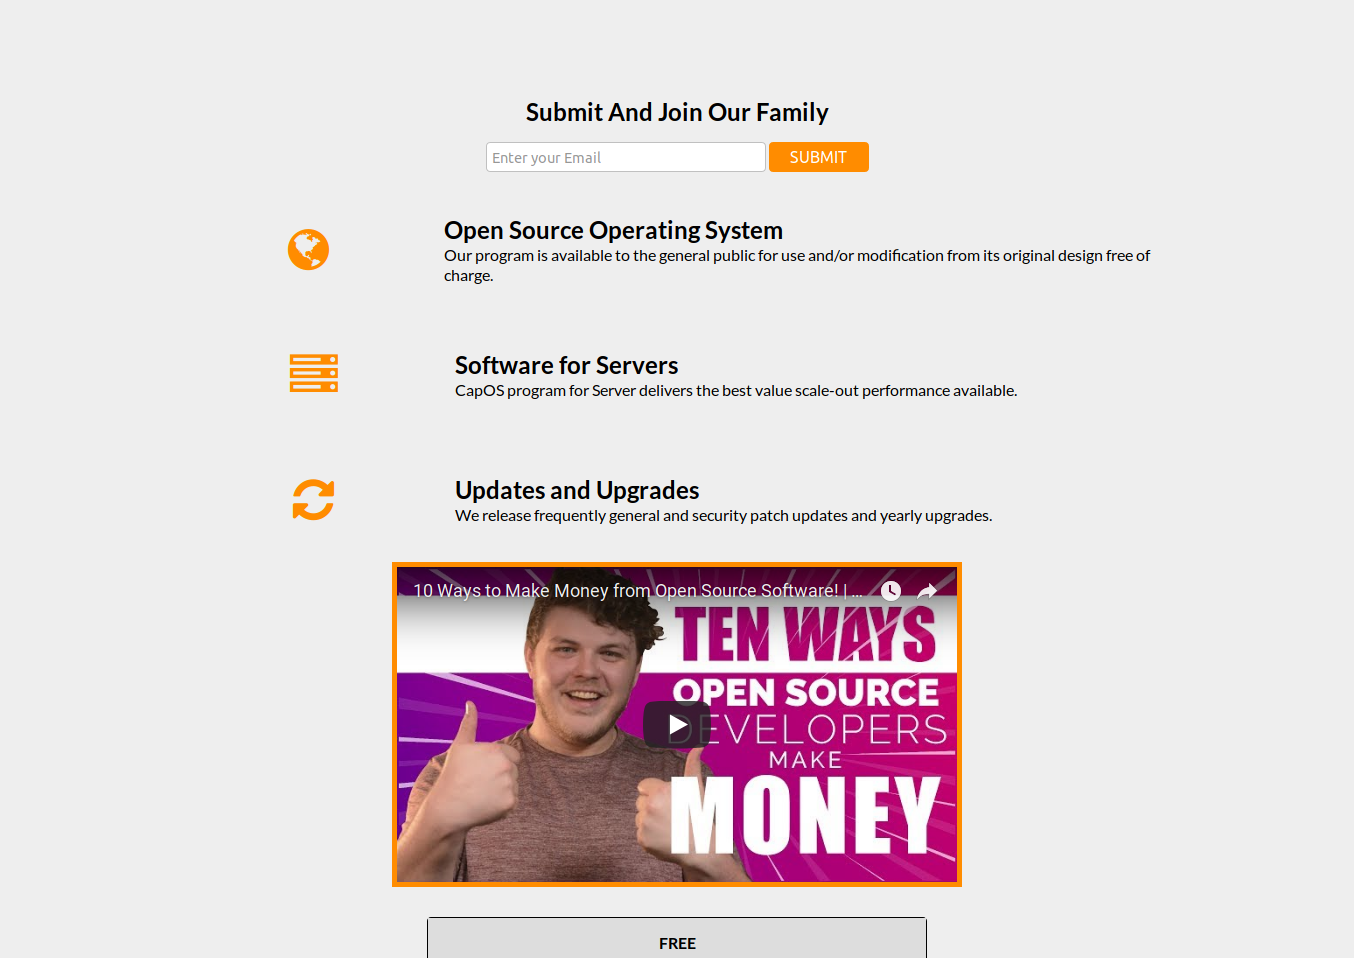 Submit And Join Our Family
Enter your Email
SUBMIT
Open Source Operating System
Our program is available to the general public for use and/or modification from its original design free of
charge.
Software for Servers
CapOS program for Server delivers the best value scale-out performance available.
Updates and Upgrades
We release frequently general and security patch updates and yearly upgrades.
10 Ways to Make Money from Open Source Software! | ...
TEN WAYS
OPEN SOURCE
DEVELOPERS
MAKE
MONEY
FREE